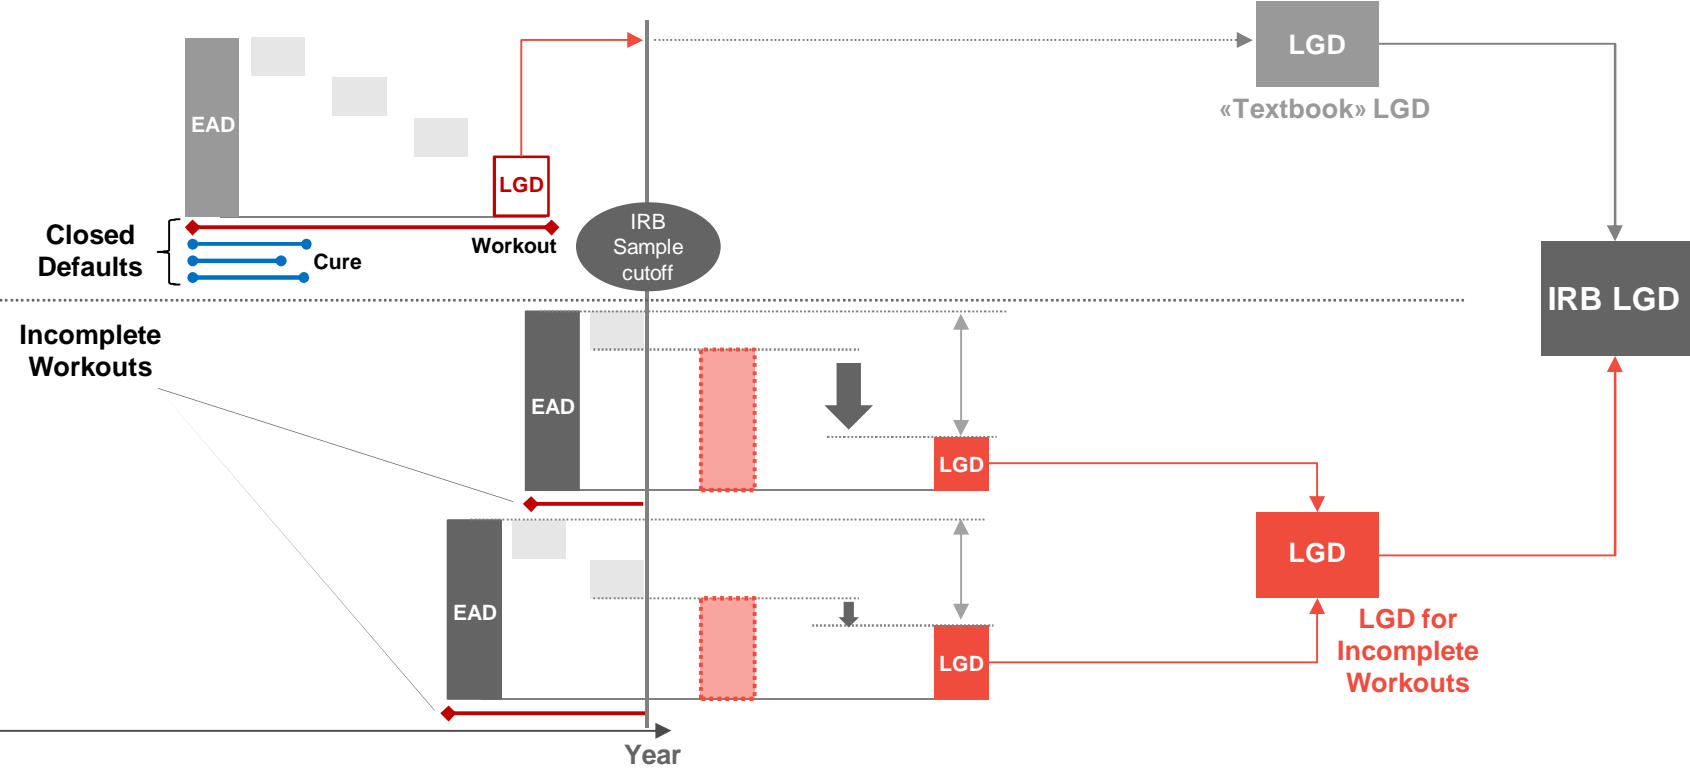 LGD
«Textbook» LGD
EAD
LGD
Closed
Defaults
Workout
Cure
IRB
Sample
cutoff
IRB LGD
Incomplete
Workouts
EAD
LGD
LGD
EAD
LGD
LGD for
Incomplete
Workouts
Year